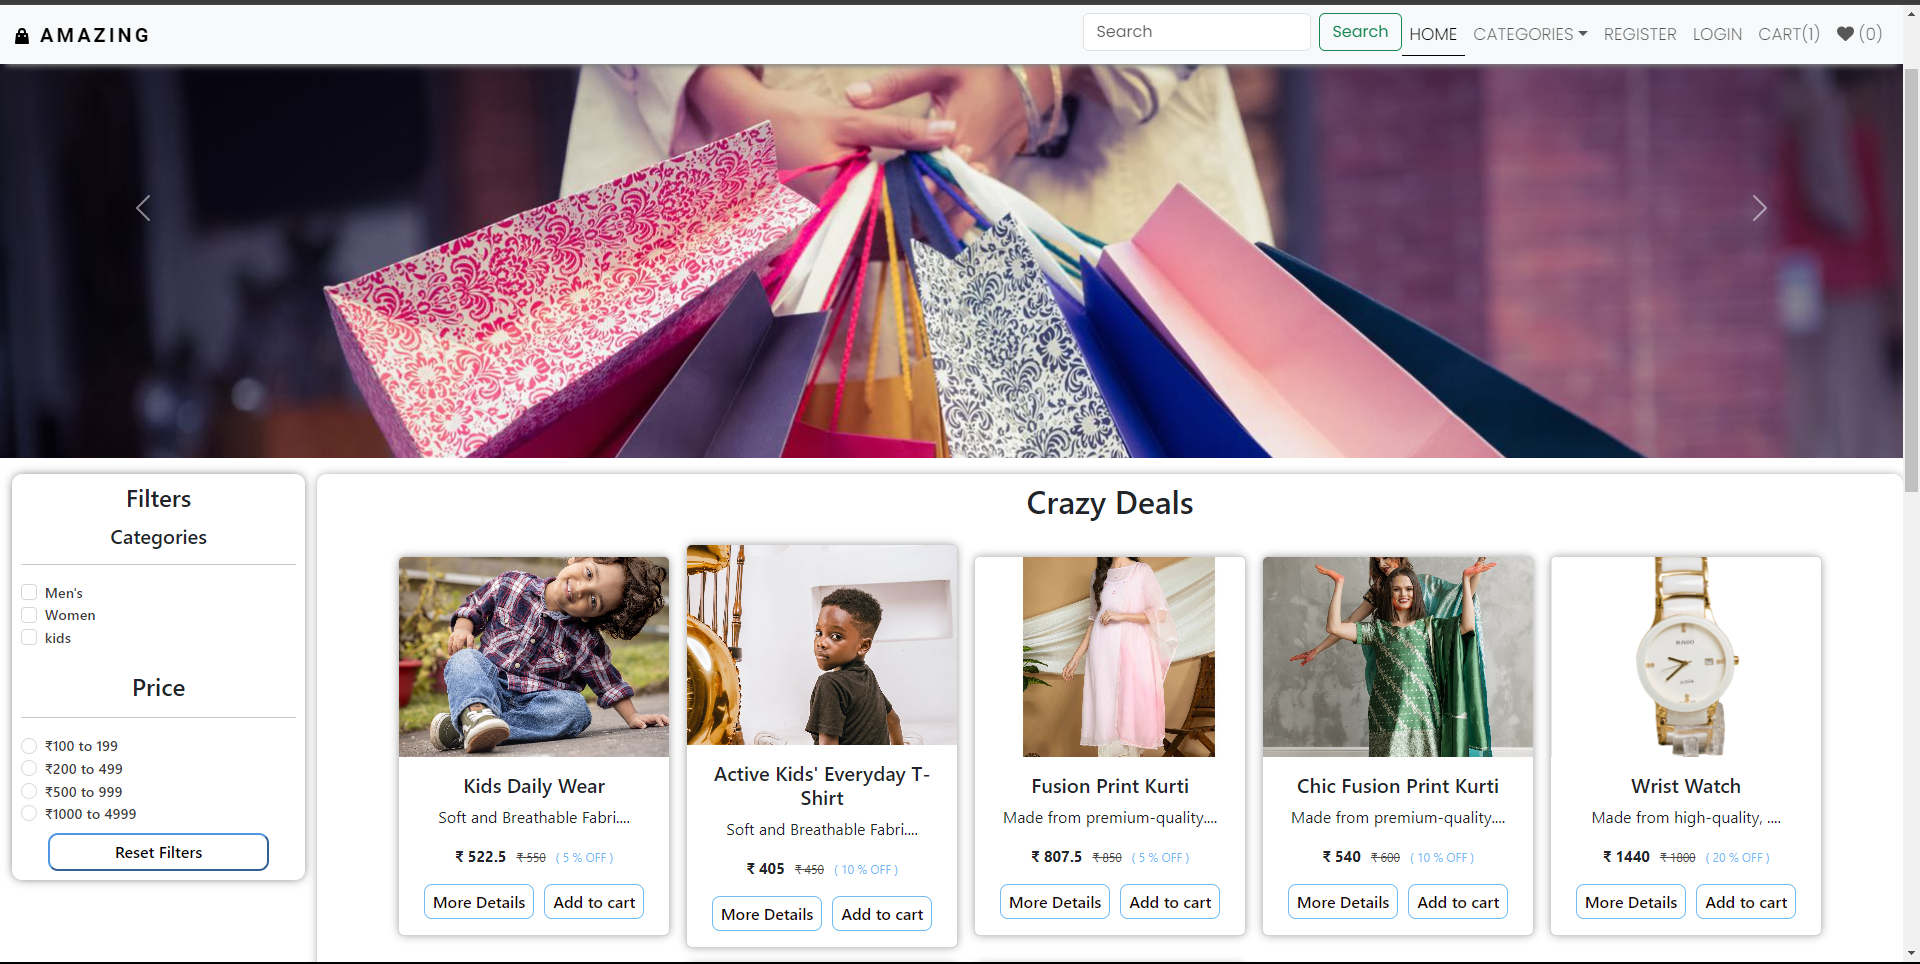 AMAZING
Search
Search
HOME
CATEGORIES
REGISTER
LOGIN
CART(1)
(0)
Filters
Categories
Men's
Women
kids
Price
₹100 to 199
₹200 to 499
₹500 to 999
₹1000 to 4999
Reset Filters
Crazy Deals
Kids Daily Wear
Soft and Breathable Fabri....
₹ 522.5 ₹ 550 ( 5 % OFF )
More Details
Add to cart
Active Kids' Everyday T-
Shirt
Soft and Breathable Fabri....
₹ 405 ₹ 450 ( 10 % OFF )
More Details
Add to cart
Fusion Print Kurti
Made from premium-quality....
₹ 807.5 ₹ 850 ( 5 % OFF )
More Details
Add to cart
Chic Fusion Print Kurti
Made from premium-quality....
₹ 540 ₹ 600 ( 10 % OFF )
More Details
Add to cart
RADO
Wrist Watch
Made from high-quality, ....
₹ 1440 ₹ 1800 ( 20 % OFF )
More Details
Add to cart